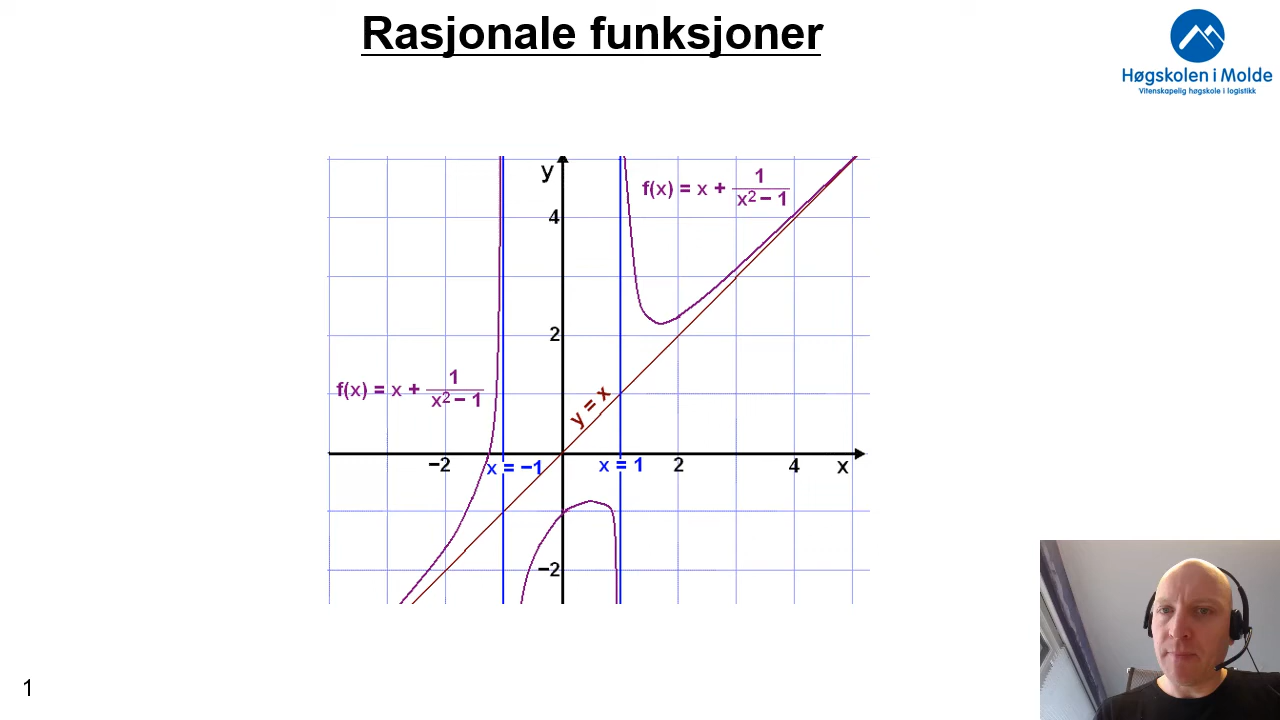 Rasjonale funksjoner
Høgskolen i Molde
Vitenskapelig høgskole i logistikk
y
f(x) = x + 1/(x² − 1)
4
2
f(x) = x + 1/(x² − 1)
y = x
−2
x = −1
x = 1
2
4
x
−2
1